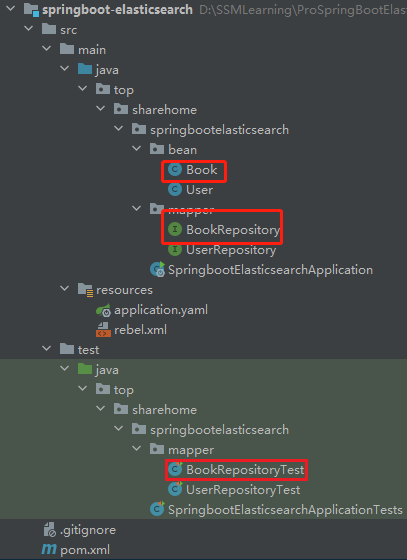 springboot-elasticsearch D:\SSMLearning\ProSpringBootElas
src
main
java
top
sharehome
springbootelasticsearch
bean
Book
User
mapper
BookRepository
UserRepository
SpringbootElasticsearchApplication
resources
application.yaml
rebel.xml
test
java
top
sharehome
springbootelasticsearch
mapper
BookRepositoryTest
UserRepositoryTest
SpringbootElasticsearchApplicationTests
.gitignore
pom.xml